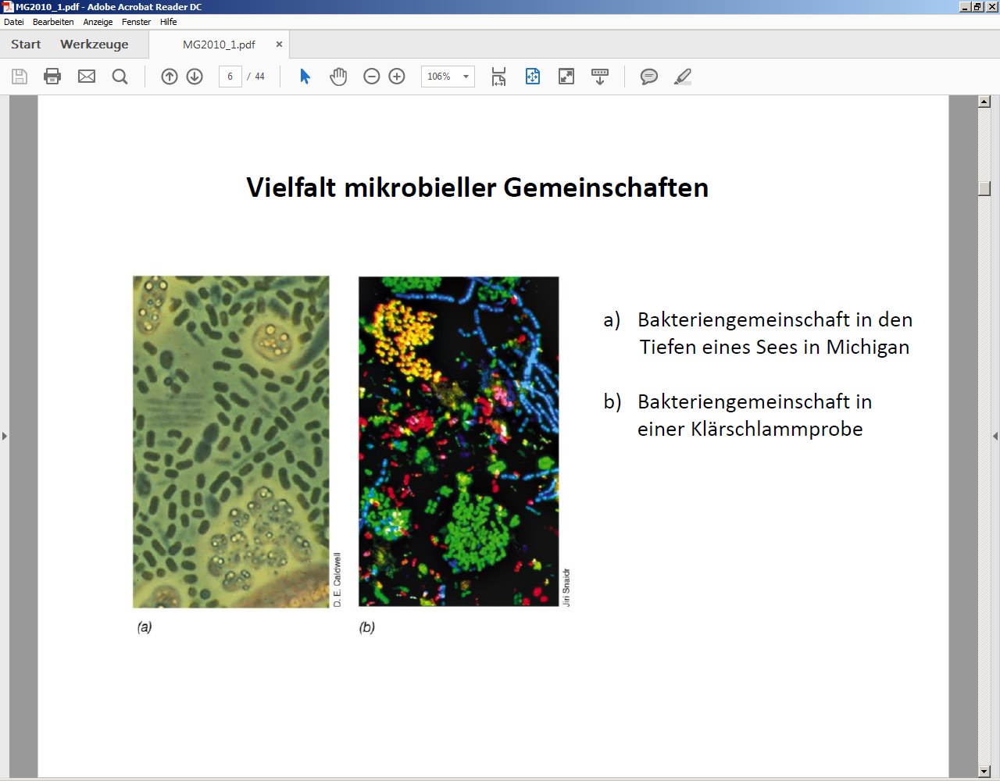 MG2010_1.pdf - Adobe Acrobat Reader DC
Datei Bearbeiten Anzeige Fenster Hilfe
Start Werkzeuge MG2010_1.pdf ×
6 / 44 106%
Vielfalt mikrobieller Gemeinschaften
a) Bakteriengemeinschaft in den
Tiefen eines Sees in Michigan
b) Bakteriengemeinschaft in
einer Klärschlammprobe
D. E. Caldwell
Jiri Snaidr
(a)
(b)